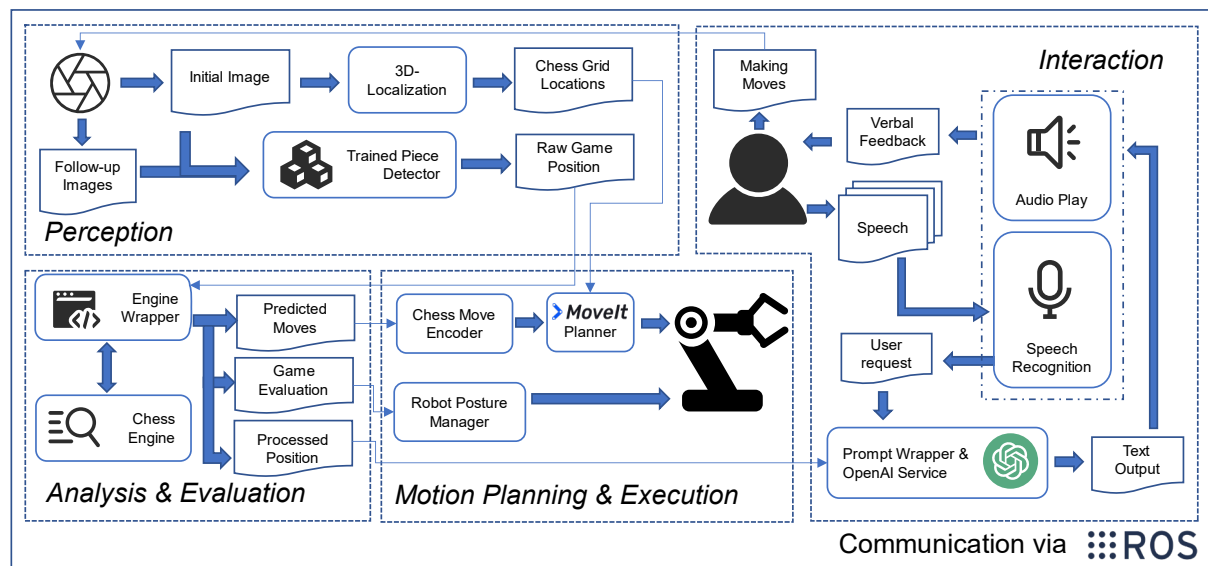 Initial Image
3D-
Localization
Chess Grid
Locations
Follow-up
Images
Trained Piece
Detector
Raw Game
Position
Perception
Making
Moves
Interaction
Verbal
Feedback
Audio Play
Speech
Speech
Recognition
User
request
Prompt Wrapper &
OpenAI Service
Text
Output
Engine
Wrapper
Chess
Engine
Predicted
Moves
Game
Evaluation
Processed
Position
Analysis & Evaluation
Chess Move
Encoder
MoveIt
Planner
Robot Posture
Manager
Motion Planning & Execution
Communication via ROS